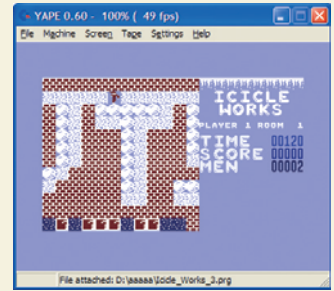 YAPE 0.60 - 100% ( 49 fps)
File Machine Screen Tape Settings Help
ICICLE
WORKS
PLAYER 1 ROOM 1
TIME 00120
SCORE 00000
MEN 00002
File attached: D:\aaaaa\Icicle_Works_3.prg